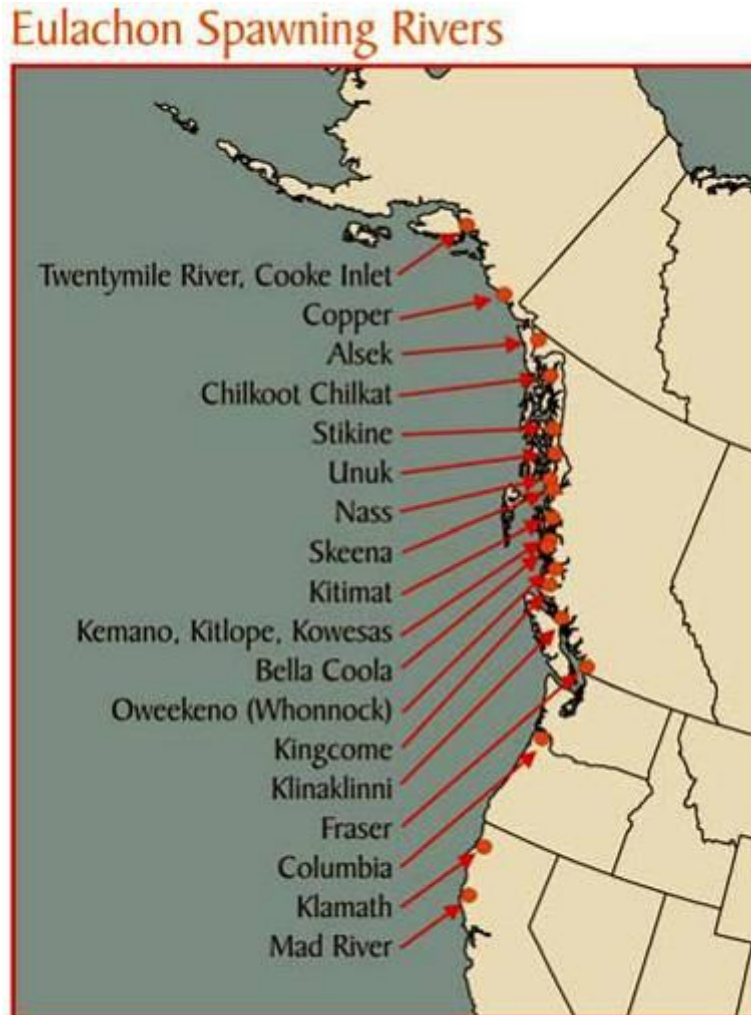 Eulachon Spawning Rivers
Twentymile River, Cooke Inlet
Copper
Alsek
Chilkoot Chilkat
Stikine
Unuk
Nass
Skeena
Kitimat
Kemano, Kitlope, Kowesas
Bella Coola
Oweekeno (Whonnock)
Kingcome
Klinaklinni
Fraser
Columbia
Klamath
Mad River